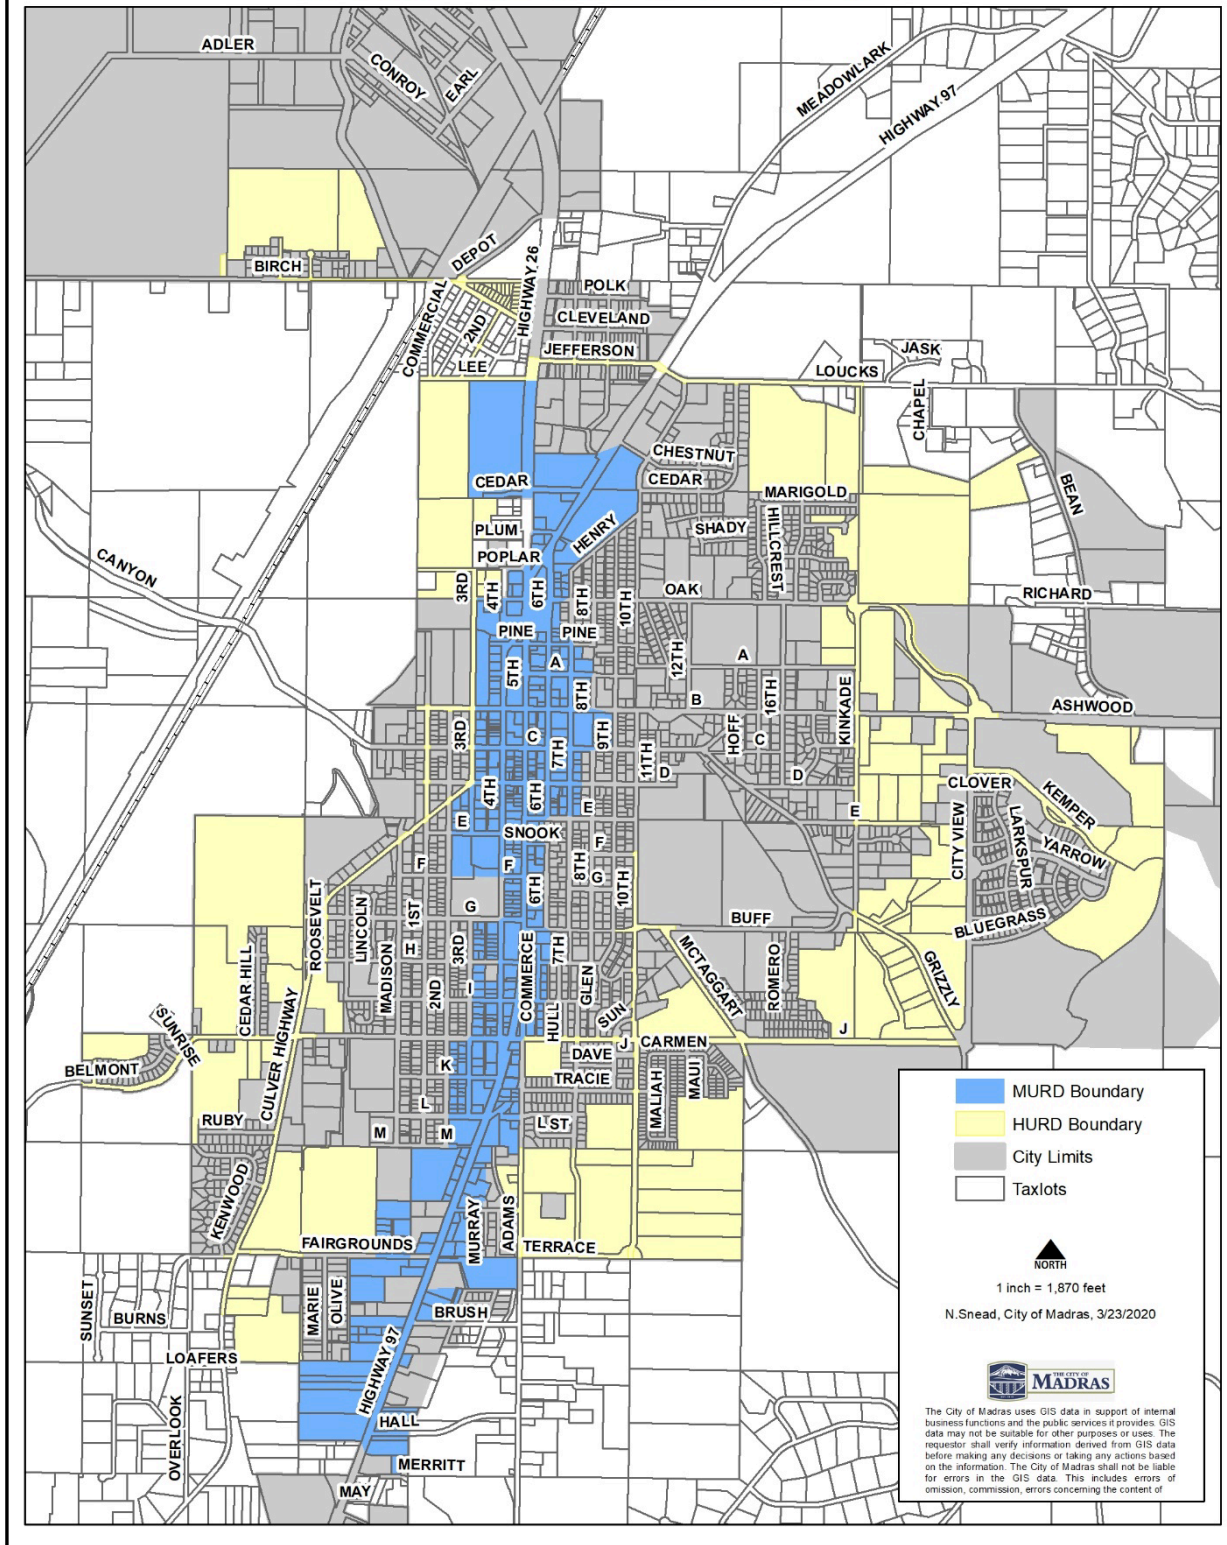 ADLER
CONROY
EARL
MEADOWLARK
HIGHWAY 97
DEPOT
BIRCH
COMMERCIAL
2ND
HIGHWAY 26
POLK
CLEVELAND
JEFFERSON
LEE
LOUCKS
JASK
CHAPEL
CHESTNUT
CEDAR
CEDAR
MARIGOLD
BEAN
PLUM
HENRY
SHADY
HILLCREST
POPLAR
CANYON
3RD
4TH
6TH
8TH
10TH
OAK
RICHARD
PINE
PINE
A
5TH
12TH
A
8TH
B
16TH
KINKADE
ASHWOOD
3RD
C
7TH
9TH
11TH
HOFF
C
D
D
4TH
6TH
E
E
E
CLOVER
KEMPER
SNOOK
F
F
F
8TH
G
10TH
CITY VIEW
LARKSPUR
YARROW
ROOSEVELT
LINCOLN
1ST
G
6TH
BUFF
BLUEGRASS
CEDAR HILL
MADISON
H
3RD
2ND
I
COMMERCE
7TH
GLEN
MCTAGGART
ROMERO
GRIZZLY
SUNRISE
HULL
SUN
J
J
CARMEN
BELMONT
CULVER HIGHWAY
K
DAVE
TRACIE
MALIAH
MAUI
RUBY
L
M
M
L ST
KENWOOD
FAIRGROUNDS
MURRAY
ADAMS
TERRACE
SUNSET
BURNS
MARIE
OLIVE
BRUSH
LOAFERS
HIGHWAY 97
OVERLOOK
HALL
MERRITT
MAY
MURD Boundary
HURD Boundary
City Limits
Taxlots
NORTH
1 inch = 1,870 feet
N.Snead, City of Madras, 3/23/2020
THE CITY OF
MADRAS
The City of Madras uses GIS data in support of internal
business functions and the public services it provides. GIS
data may not be suitable for other purposes or uses. The
requestor shall verify information derived from GIS data
before making any decisions or taking any actions based
on the information. The City of Madras shall not be liable
for errors in the GIS data. This includes errors of
omission, commission, errors concerning the content of